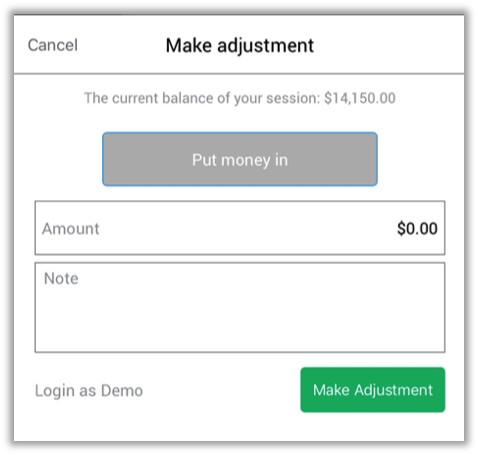 Cancel
Make adjustment
The current balance of your session: $14,150.00
Put money in
Amount
$0.00
Note
Login as Demo
Make Adjustment